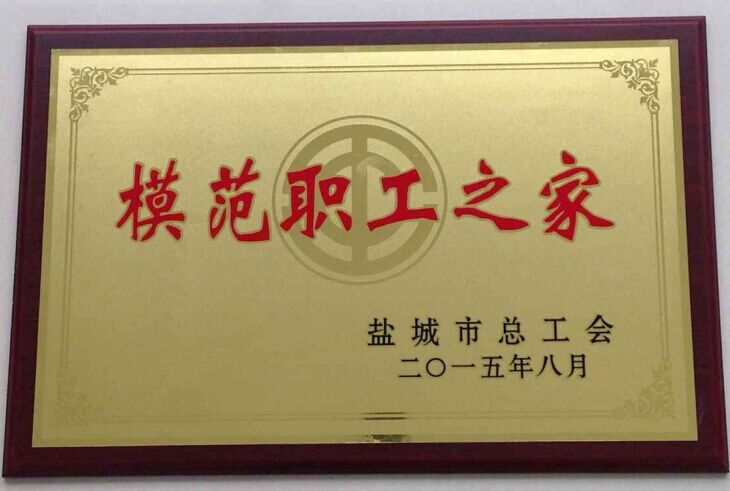 模范职工之家
盐城市总工会
二〇一五年八月